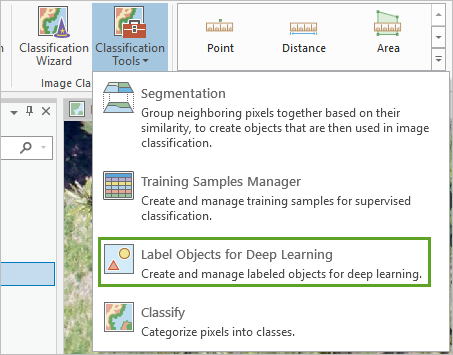 Classification
Wizard
Classification
Tools
Point
Distance
Area
Image Cla
Segmentation
Group neighboring pixels together based on their
similarity, to create objects that are then used in image
classification.
Training Samples Manager
Create and manage training samples for supervised
classification.
Label Objects for Deep Learning
Create and manage labeled objects for deep learning.
Classify
Categorize pixels into classes.